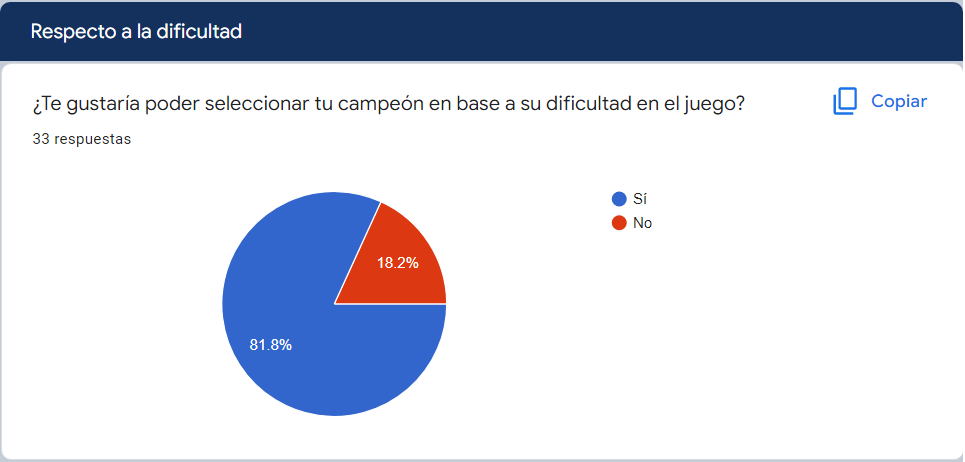 Respecto a la dificultad
¿Te gustaría poder seleccionar tu campeón en base a su dificultad en el juego?
Copiar
33 respuestas
Sí
No
18.2%
81.8%